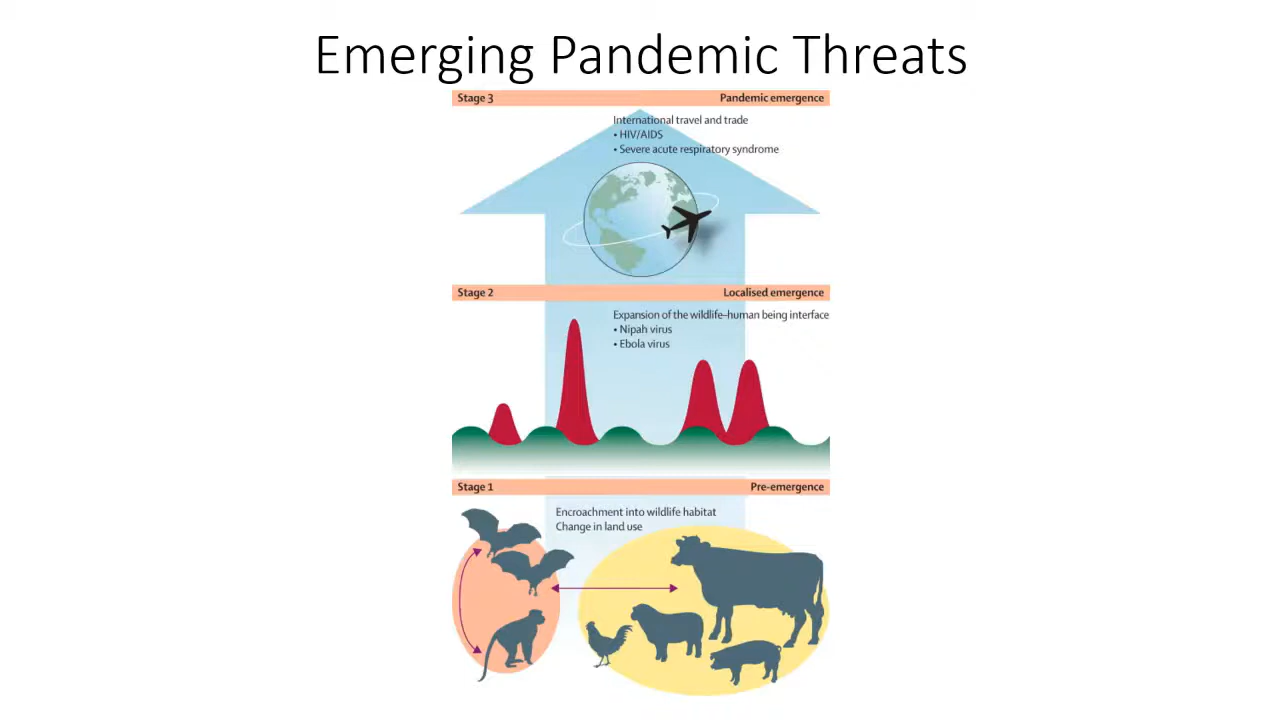 Emerging Pandemic Threats
Stage 3 Pandemic emergence
International travel and trade
• HIV/AIDS
• Severe acute respiratory syndrome
Stage 2 Localised emergence
Expansion of the wildlife–human being interface
• Nipah virus
• Ebola virus
Stage 1 Pre-emergence
Encroachment into wildlife habitat
Change in land use